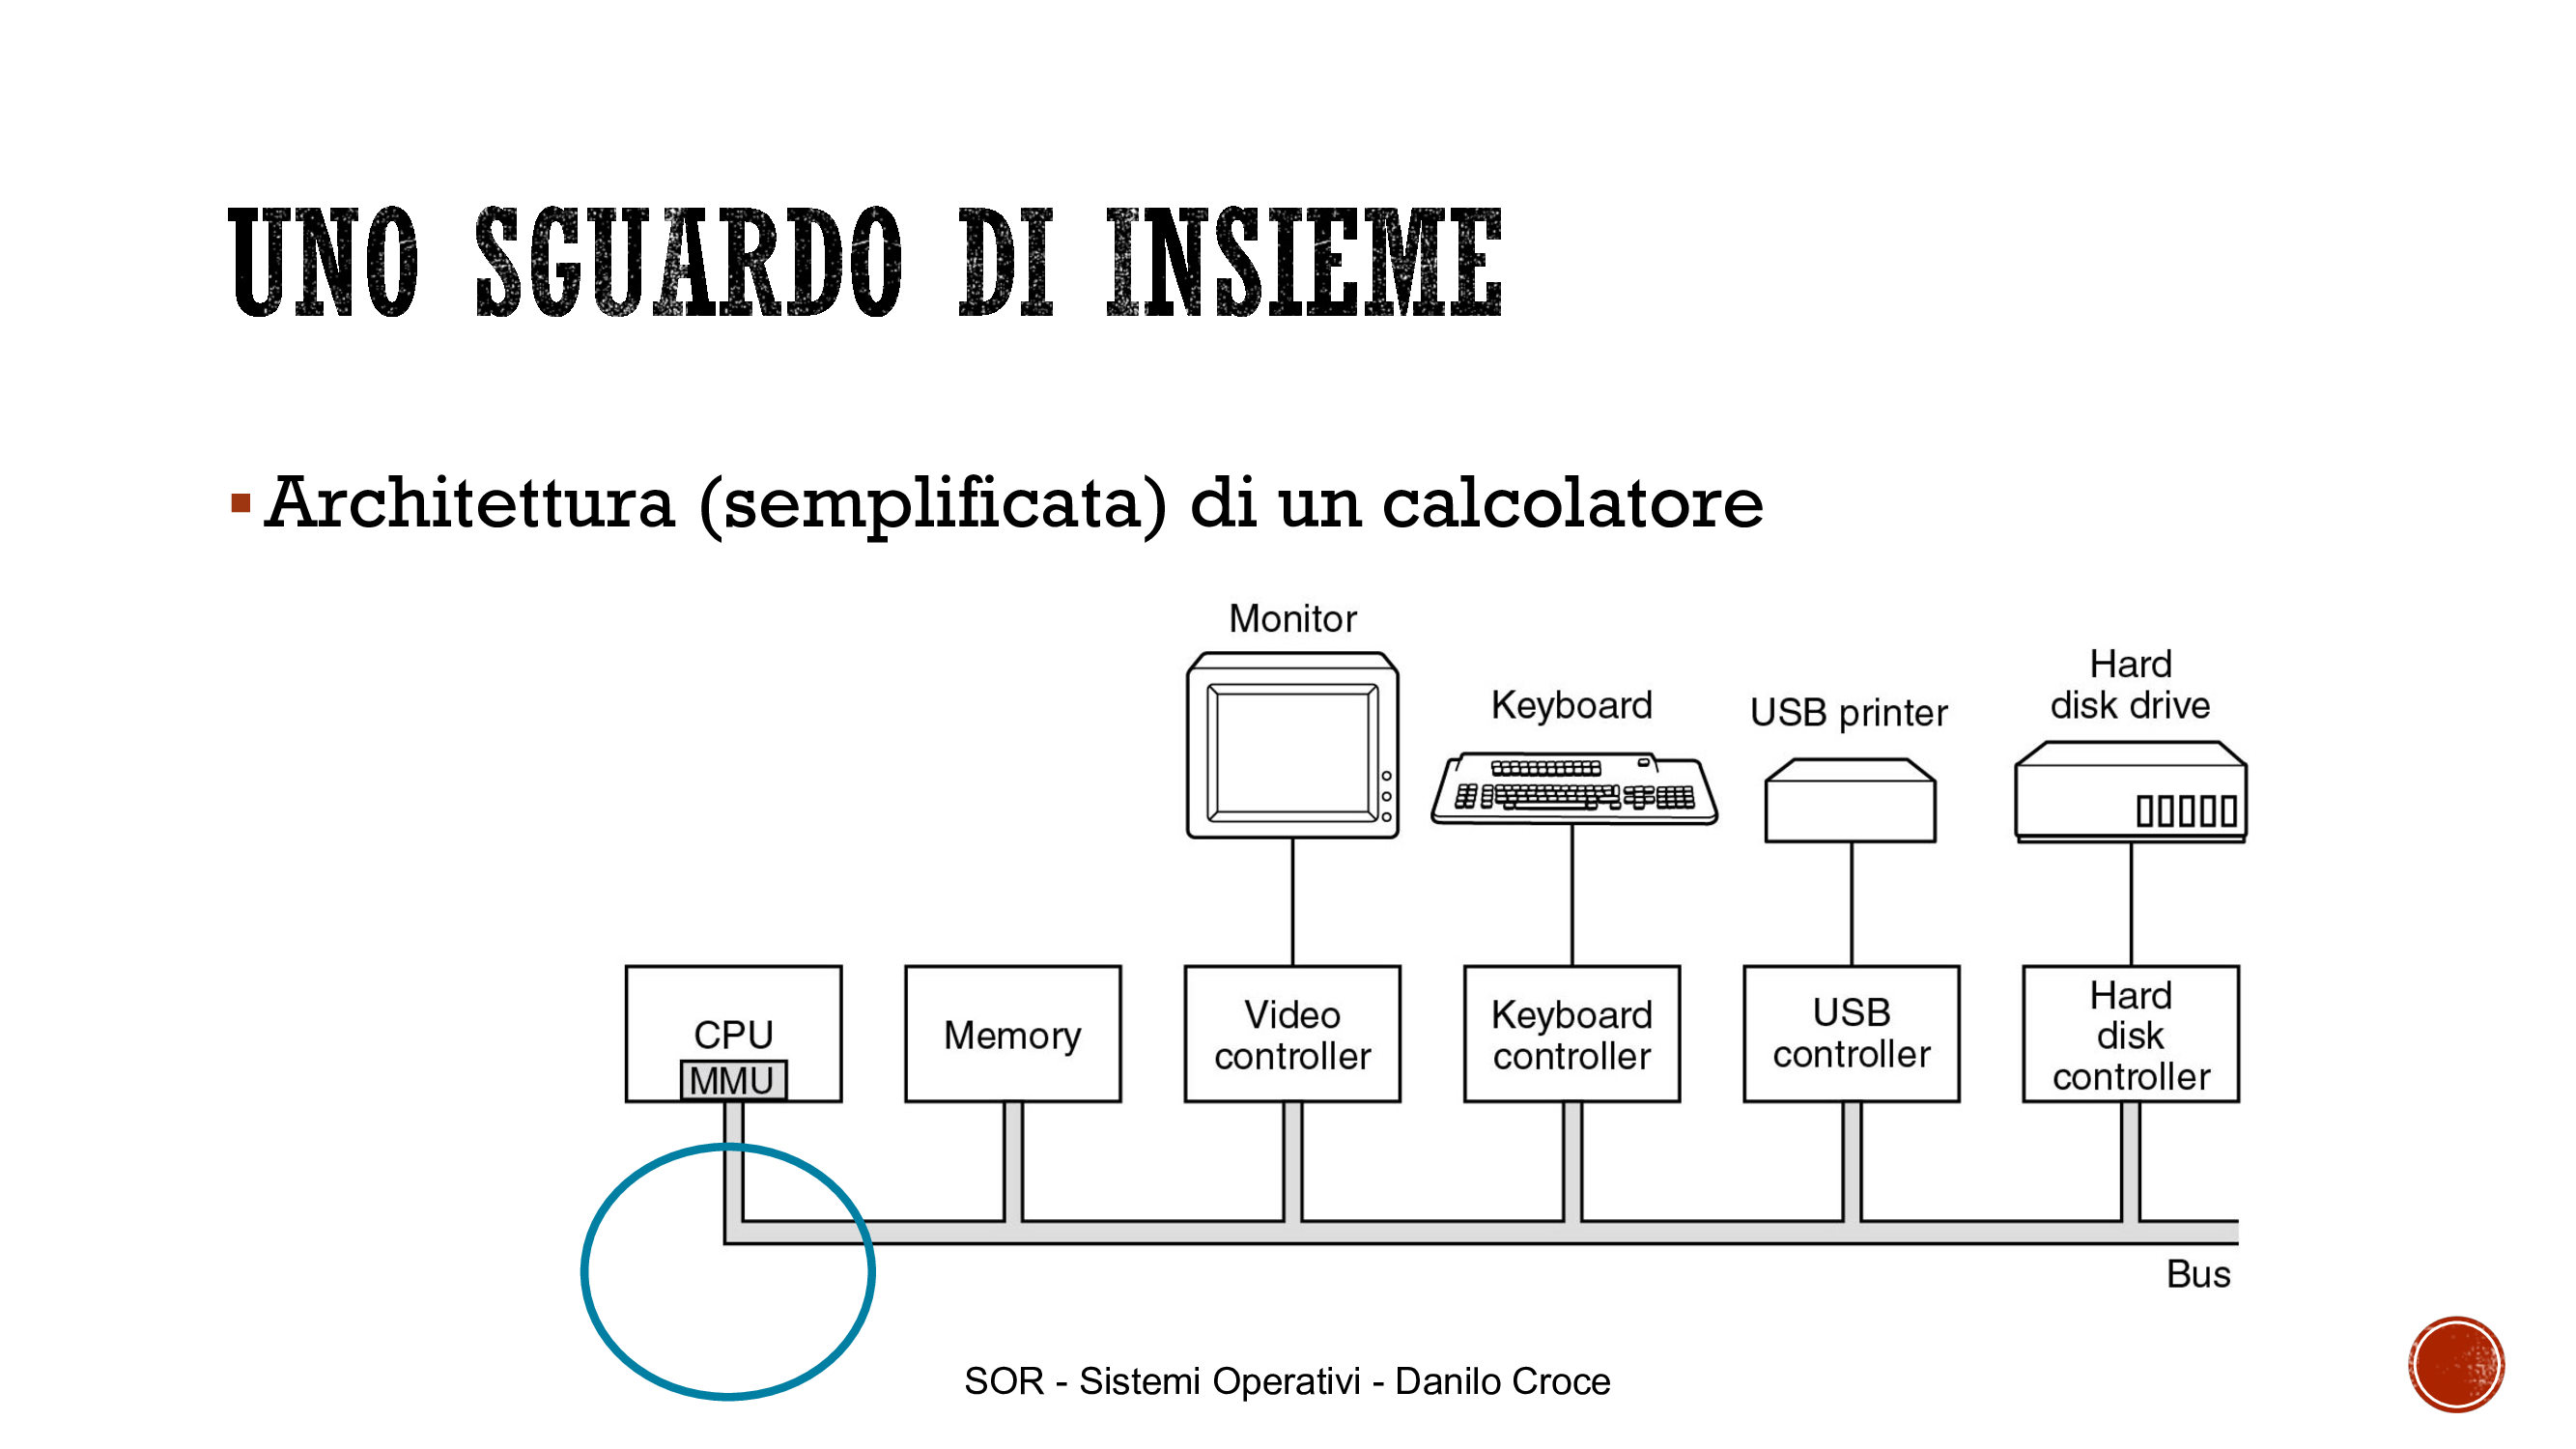 UNO SGUARDO DI INSIEME
▪ Architettura (semplificata) di un calcolatore
Monitor
Keyboard
USB printer
Hard
disk drive
CPU
MMU
Memory
Video
controller
Keyboard
controller
USB
controller
Hard
disk
controller
Bus
SOR - Sistemi Operativi - Danilo Croce